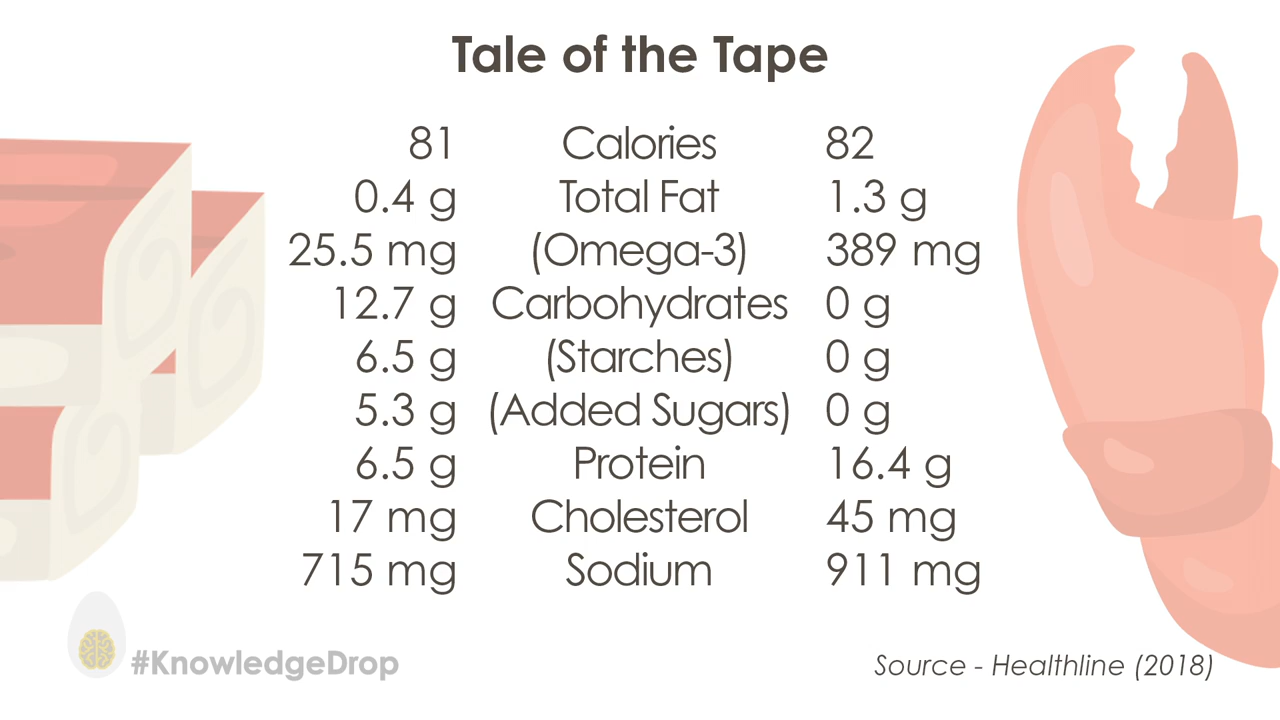 Tale of the Tape
81 Calories 82
0.4 g Total Fat 1.3 g
25.5 mg (Omega-3) 389 mg
12.7 g Carbohydrates 0 g
6.5 g (Starches) 0 g
5.3 g (Added Sugars) 0 g
6.5 g Protein 16.4 g
17 mg Cholesterol 45 mg
715 mg Sodium 911 mg
#KnowledgeDrop
Source - Healthline (2018)